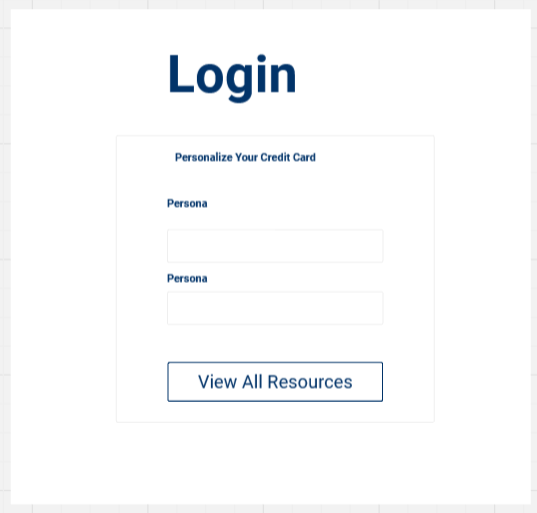 Login
Personalize Your Credit Card
Persona
Persona
View All Resources